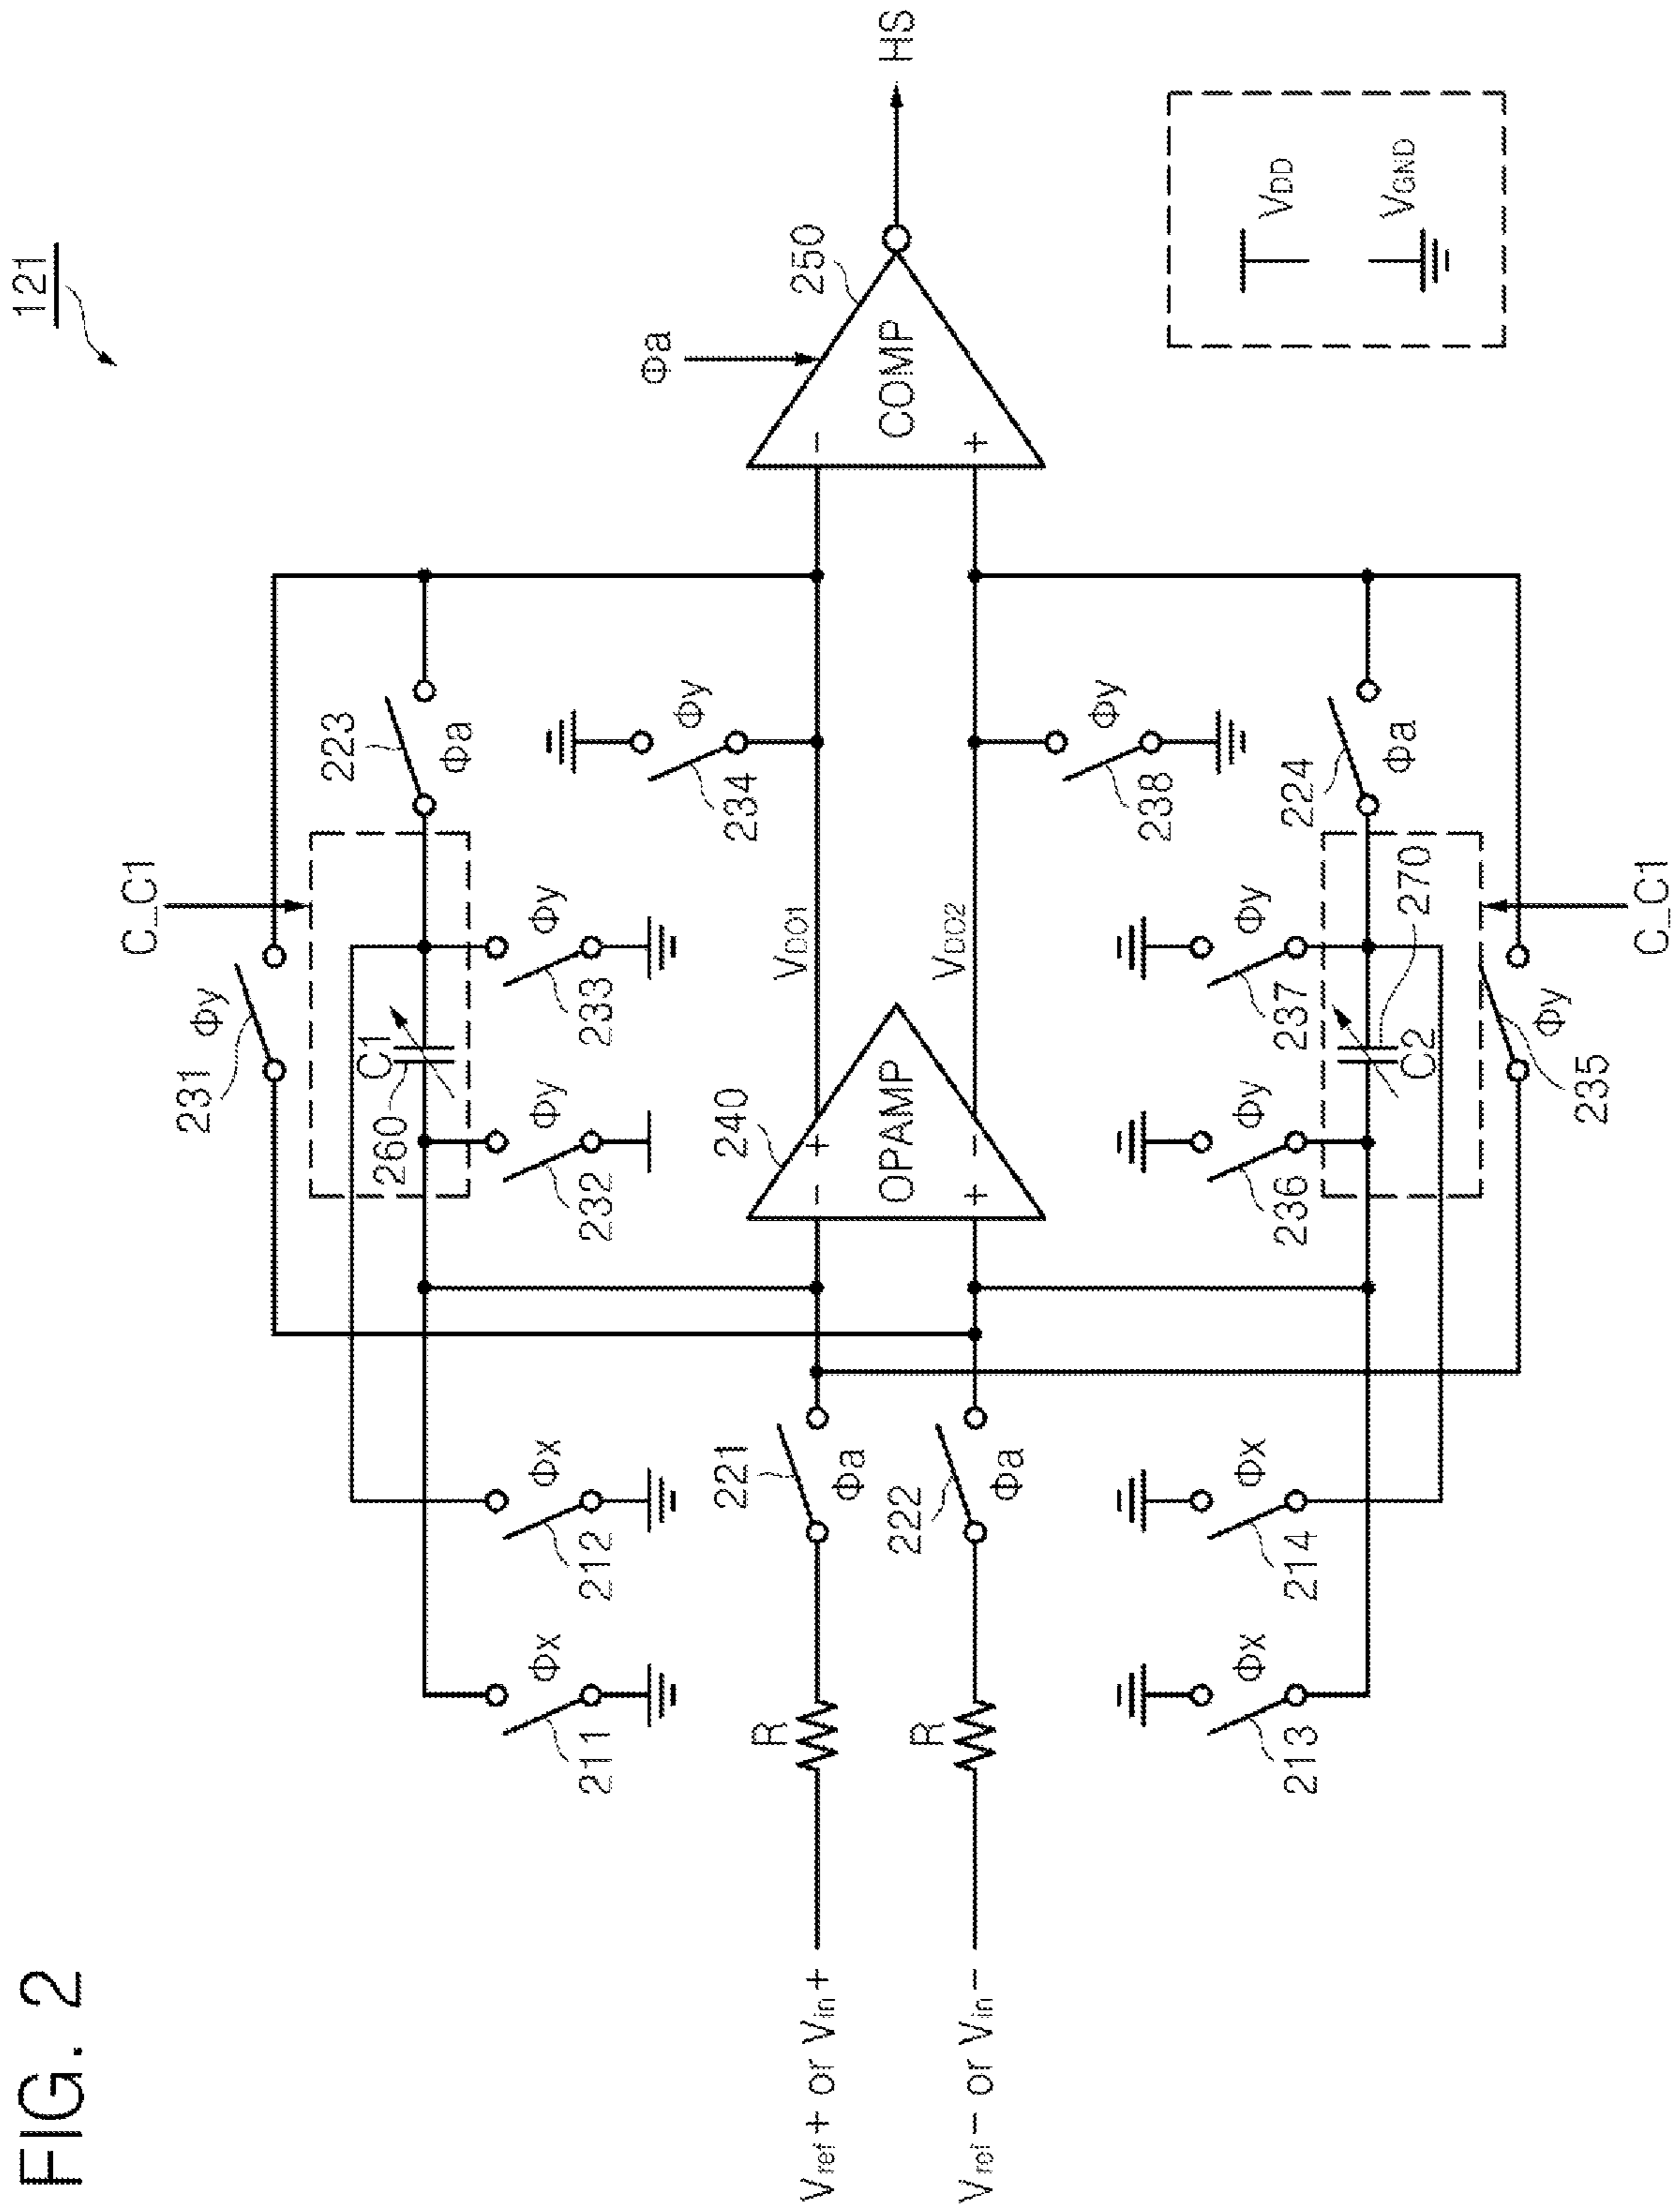 FIG. 2
121
C_C1
231
Φy
C1
260
223
Φa
Φy
232
Φy
233
Φy
234
Φx
211
Φx
212
Vref+ or Vin+
R
221
Φa
240
OPAMP
-
+
+
-
VDO1
VDO2
Φa
250
COMP
-
+
HS
Vref- or Vin-
R
222
Φa
Φx
213
Φx
214
Φy
236
Φy
237
Φy
238
C2
270
224
Φa
235
Φy
C_C1
VDD
VGND